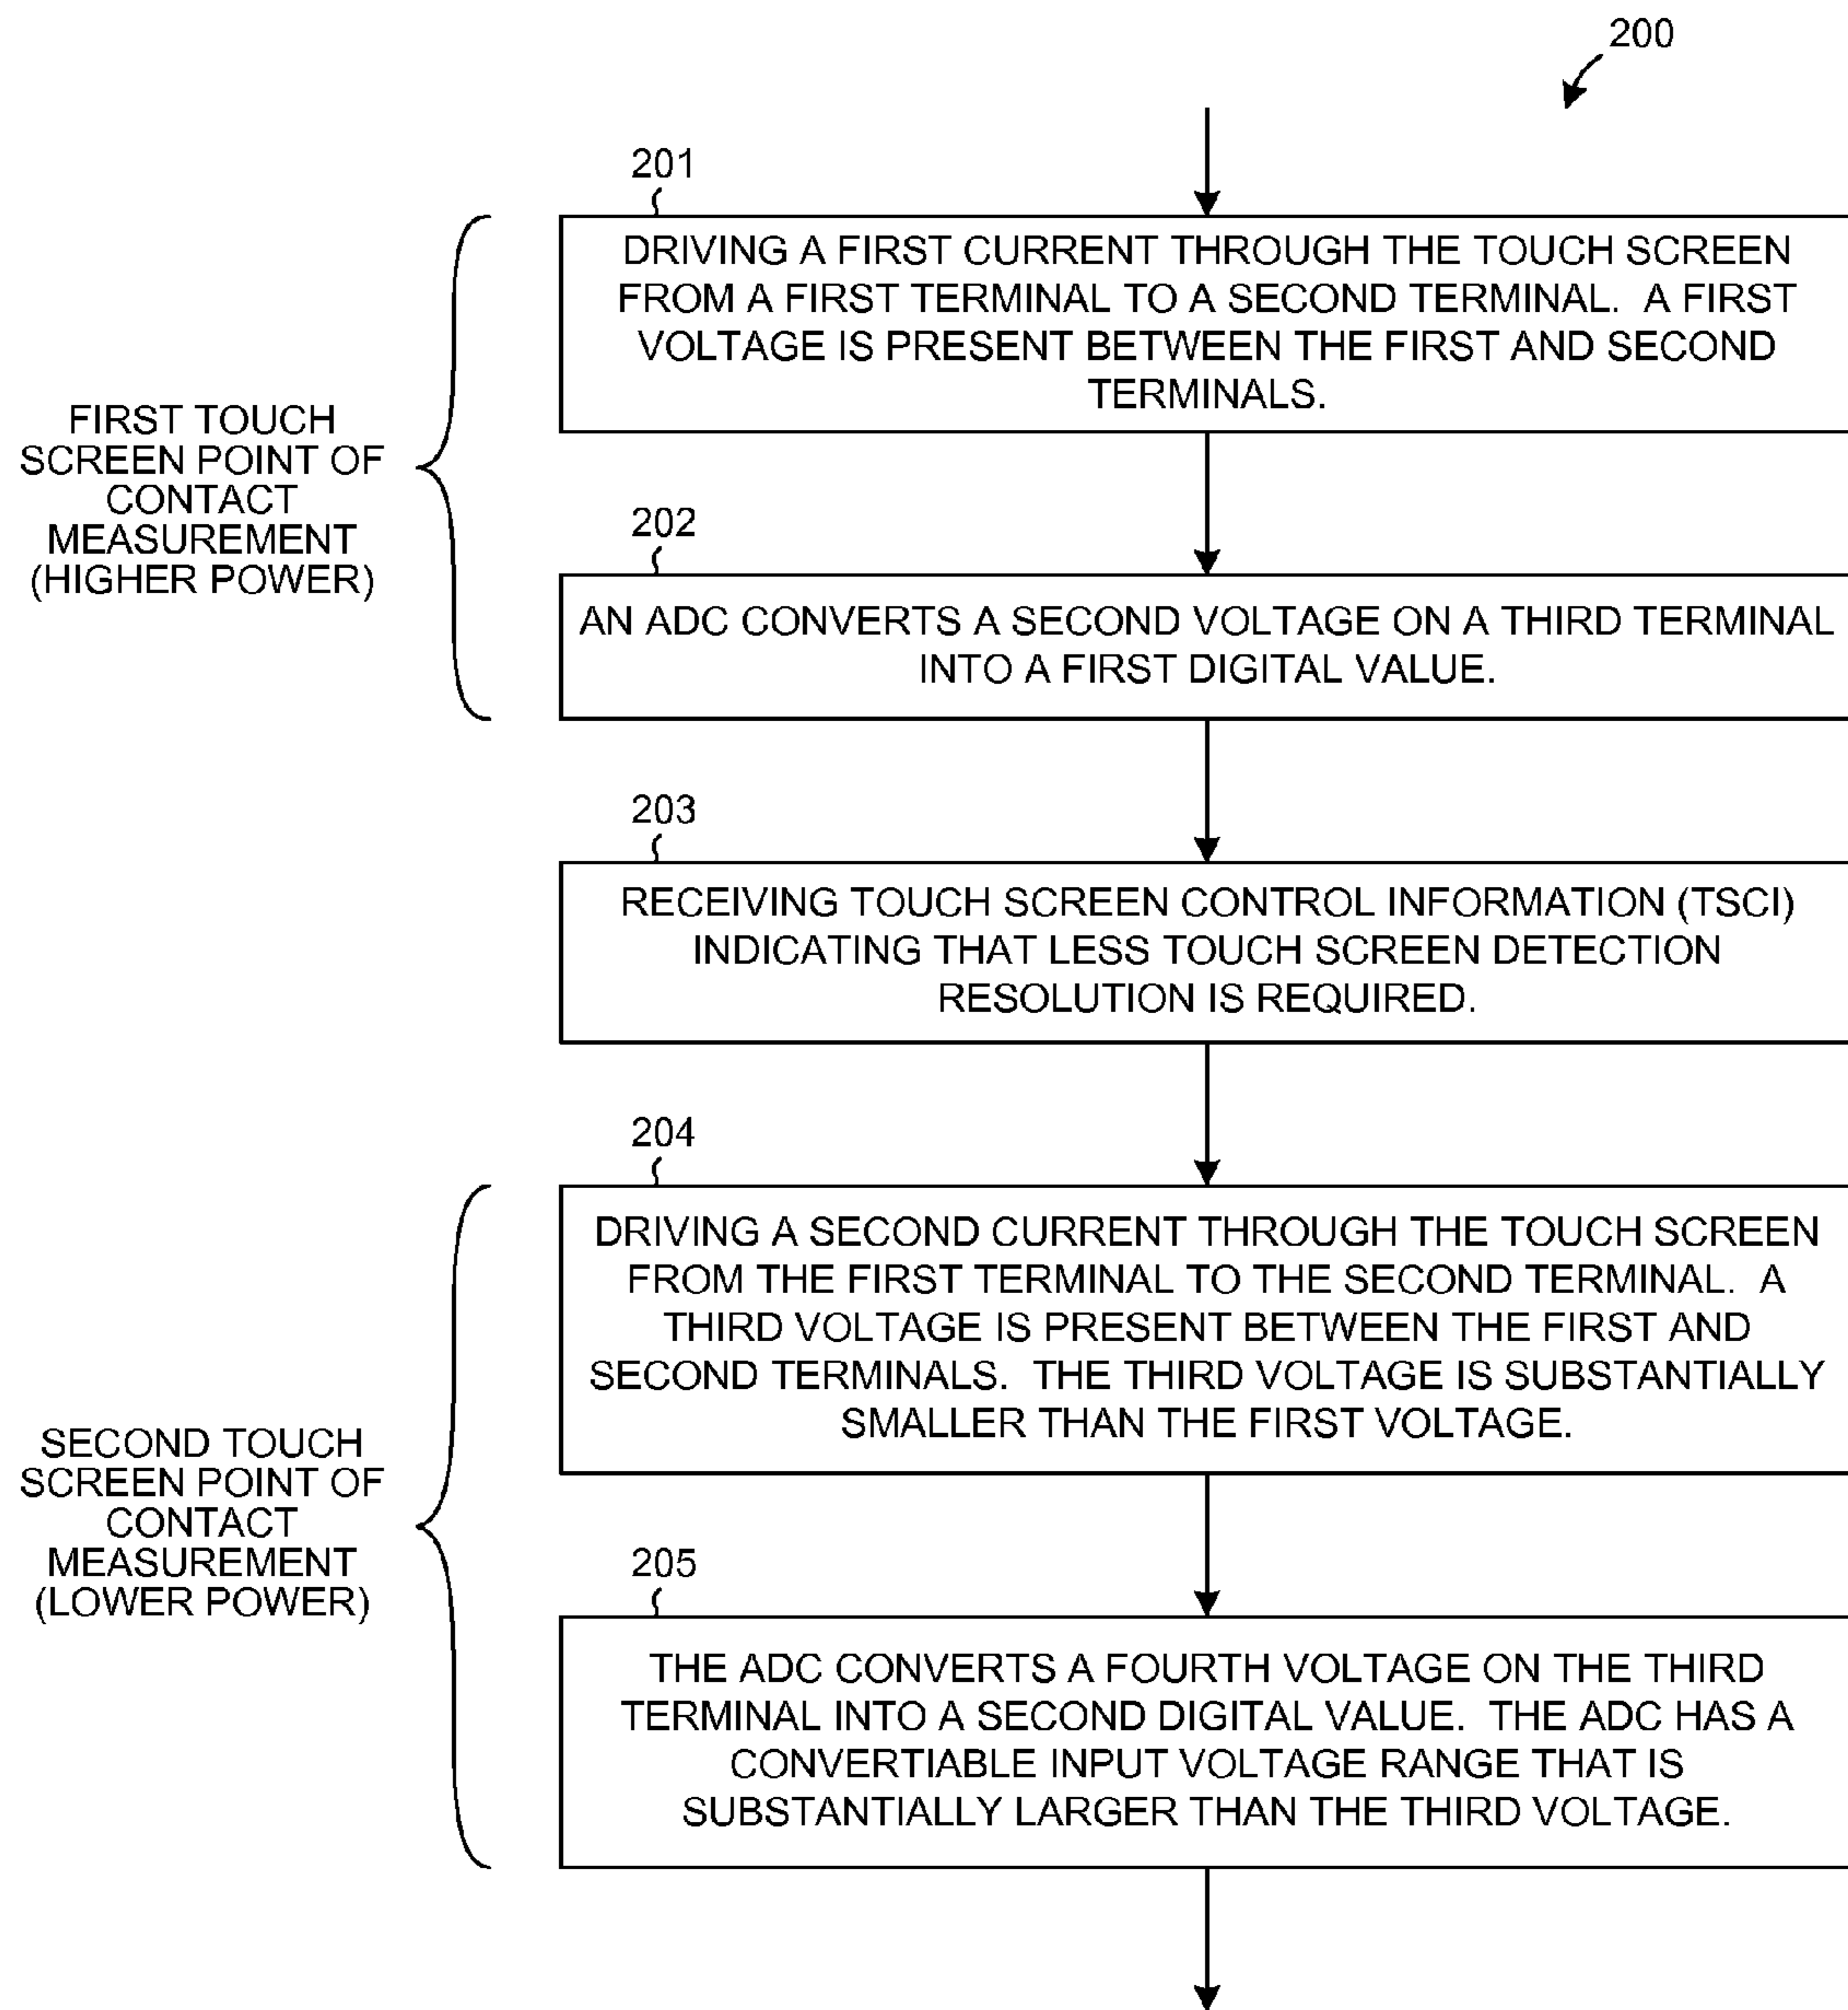 200
201
DRIVING A FIRST CURRENT THROUGH THE TOUCH SCREEN
FROM A FIRST TERMINAL TO A SECOND TERMINAL. A FIRST
VOLTAGE IS PRESENT BETWEEN THE FIRST AND SECOND
TERMINALS.
FIRST TOUCH
SCREEN POINT OF
CONTACT
MEASUREMENT
(HIGHER POWER)
202
AN ADC CONVERTS A SECOND VOLTAGE ON A THIRD TERMINAL
INTO A FIRST DIGITAL VALUE.
203
RECEIVING TOUCH SCREEN CONTROL INFORMATION (TSCI)
INDICATING THAT LESS TOUCH SCREEN DETECTION
RESOLUTION IS REQUIRED.
204
DRIVING A SECOND CURRENT THROUGH THE TOUCH SCREEN
FROM THE FIRST TERMINAL TO THE SECOND TERMINAL. A
THIRD VOLTAGE IS PRESENT BETWEEN THE FIRST AND
SECOND TERMINALS. THE THIRD VOLTAGE IS SUBSTANTIALLY
SMALLER THAN THE FIRST VOLTAGE.
SECOND TOUCH
SCREEN POINT OF
CONTACT
MEASUREMENT
(LOWER POWER)
205
THE ADC CONVERTS A FOURTH VOLTAGE ON THE THIRD
TERMINAL INTO A SECOND DIGITAL VALUE. THE ADC HAS A
CONVERTIABLE INPUT VOLTAGE RANGE THAT IS
SUBSTANTIALLY LARGER THAN THE THIRD VOLTAGE.